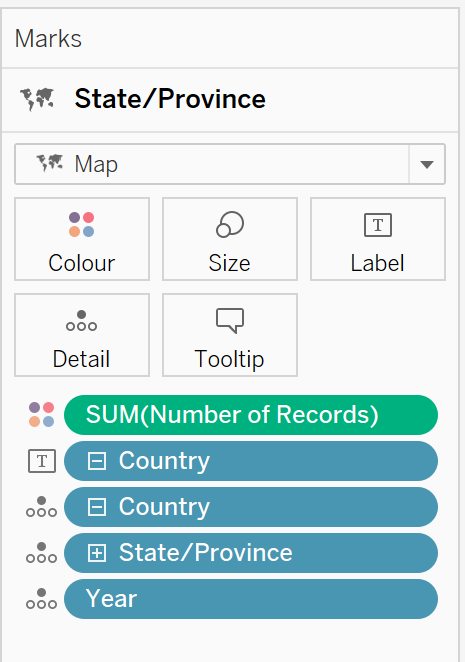 Marks
State/Province
Map
Colour
Size
T
Label
Detail
Tooltip
SUM(Number of Records)
T
Country
Country
State/Province
Year